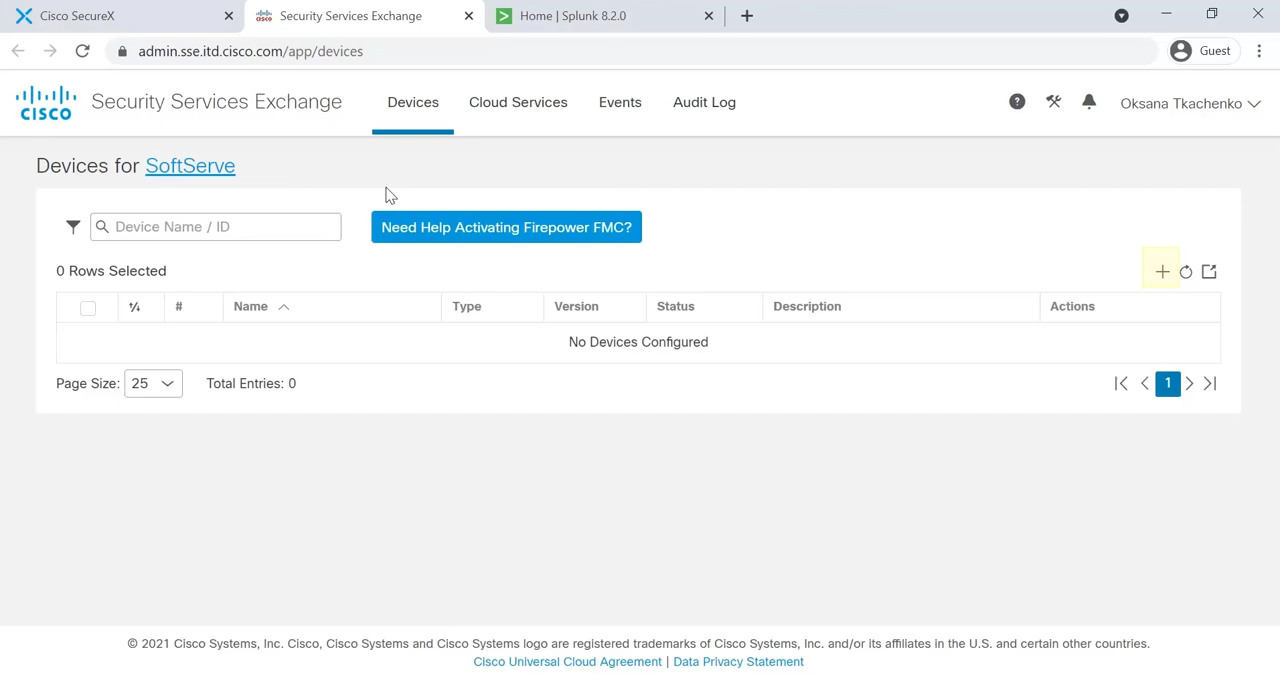 Cisco SecureX
Security Services Exchange
Home | Splunk 8.2.0
admin.sse.itd.cisco.com/app/devices
Guest
CISCO
Security Services Exchange
Devices
Cloud Services
Events
Audit Log
Oksana Tkachenko
Devices for SoftServe
Device Name / ID
Need Help Activating Firepower FMC?
0 Rows Selected
#
Name
Type
Version
Status
Description
Actions
No Devices Configured
Page Size: 25
Total Entries: 0
1
© 2021 Cisco Systems, Inc. Cisco, Cisco Systems and Cisco Systems logo are registered trademarks of Cisco Systems, Inc. and/or its affiliates in the U.S. and certain other countries.
Cisco Universal Cloud Agreement | Data Privacy Statement